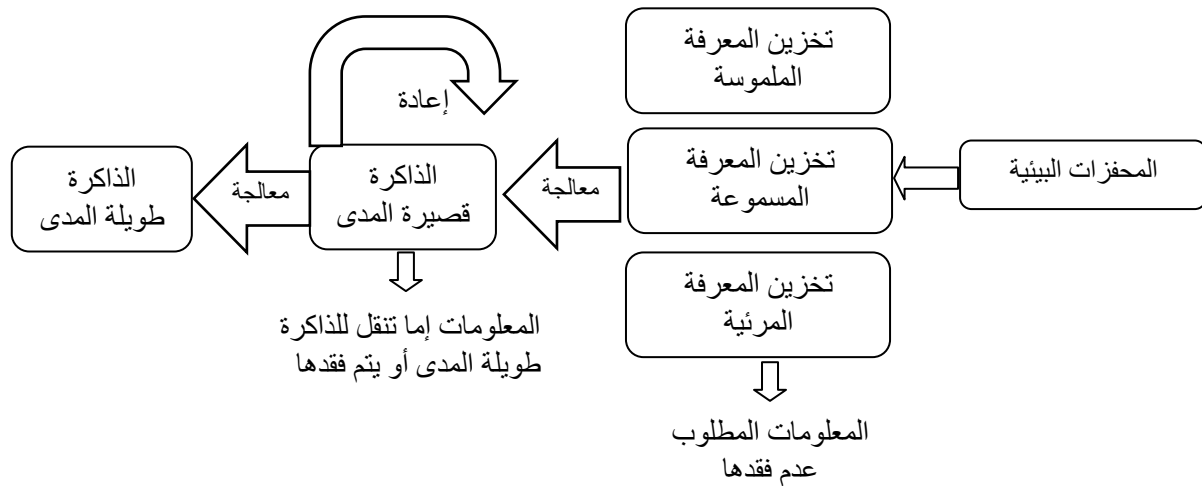 المحفزات البيئية
تخزين المعرفة
الملموسة
تخزين المعرفة
المسموعة
تخزين المعرفة
المرئية
المعلومات المطلوب
عدم فقدها
معالجة
إعادة
الذاكرة
قصيرة المدى
المعلومات إما تنقل للذاكرة
طويلة المدى أو يتم فقدها
معالجة
الذاكرة
طويلة المدى